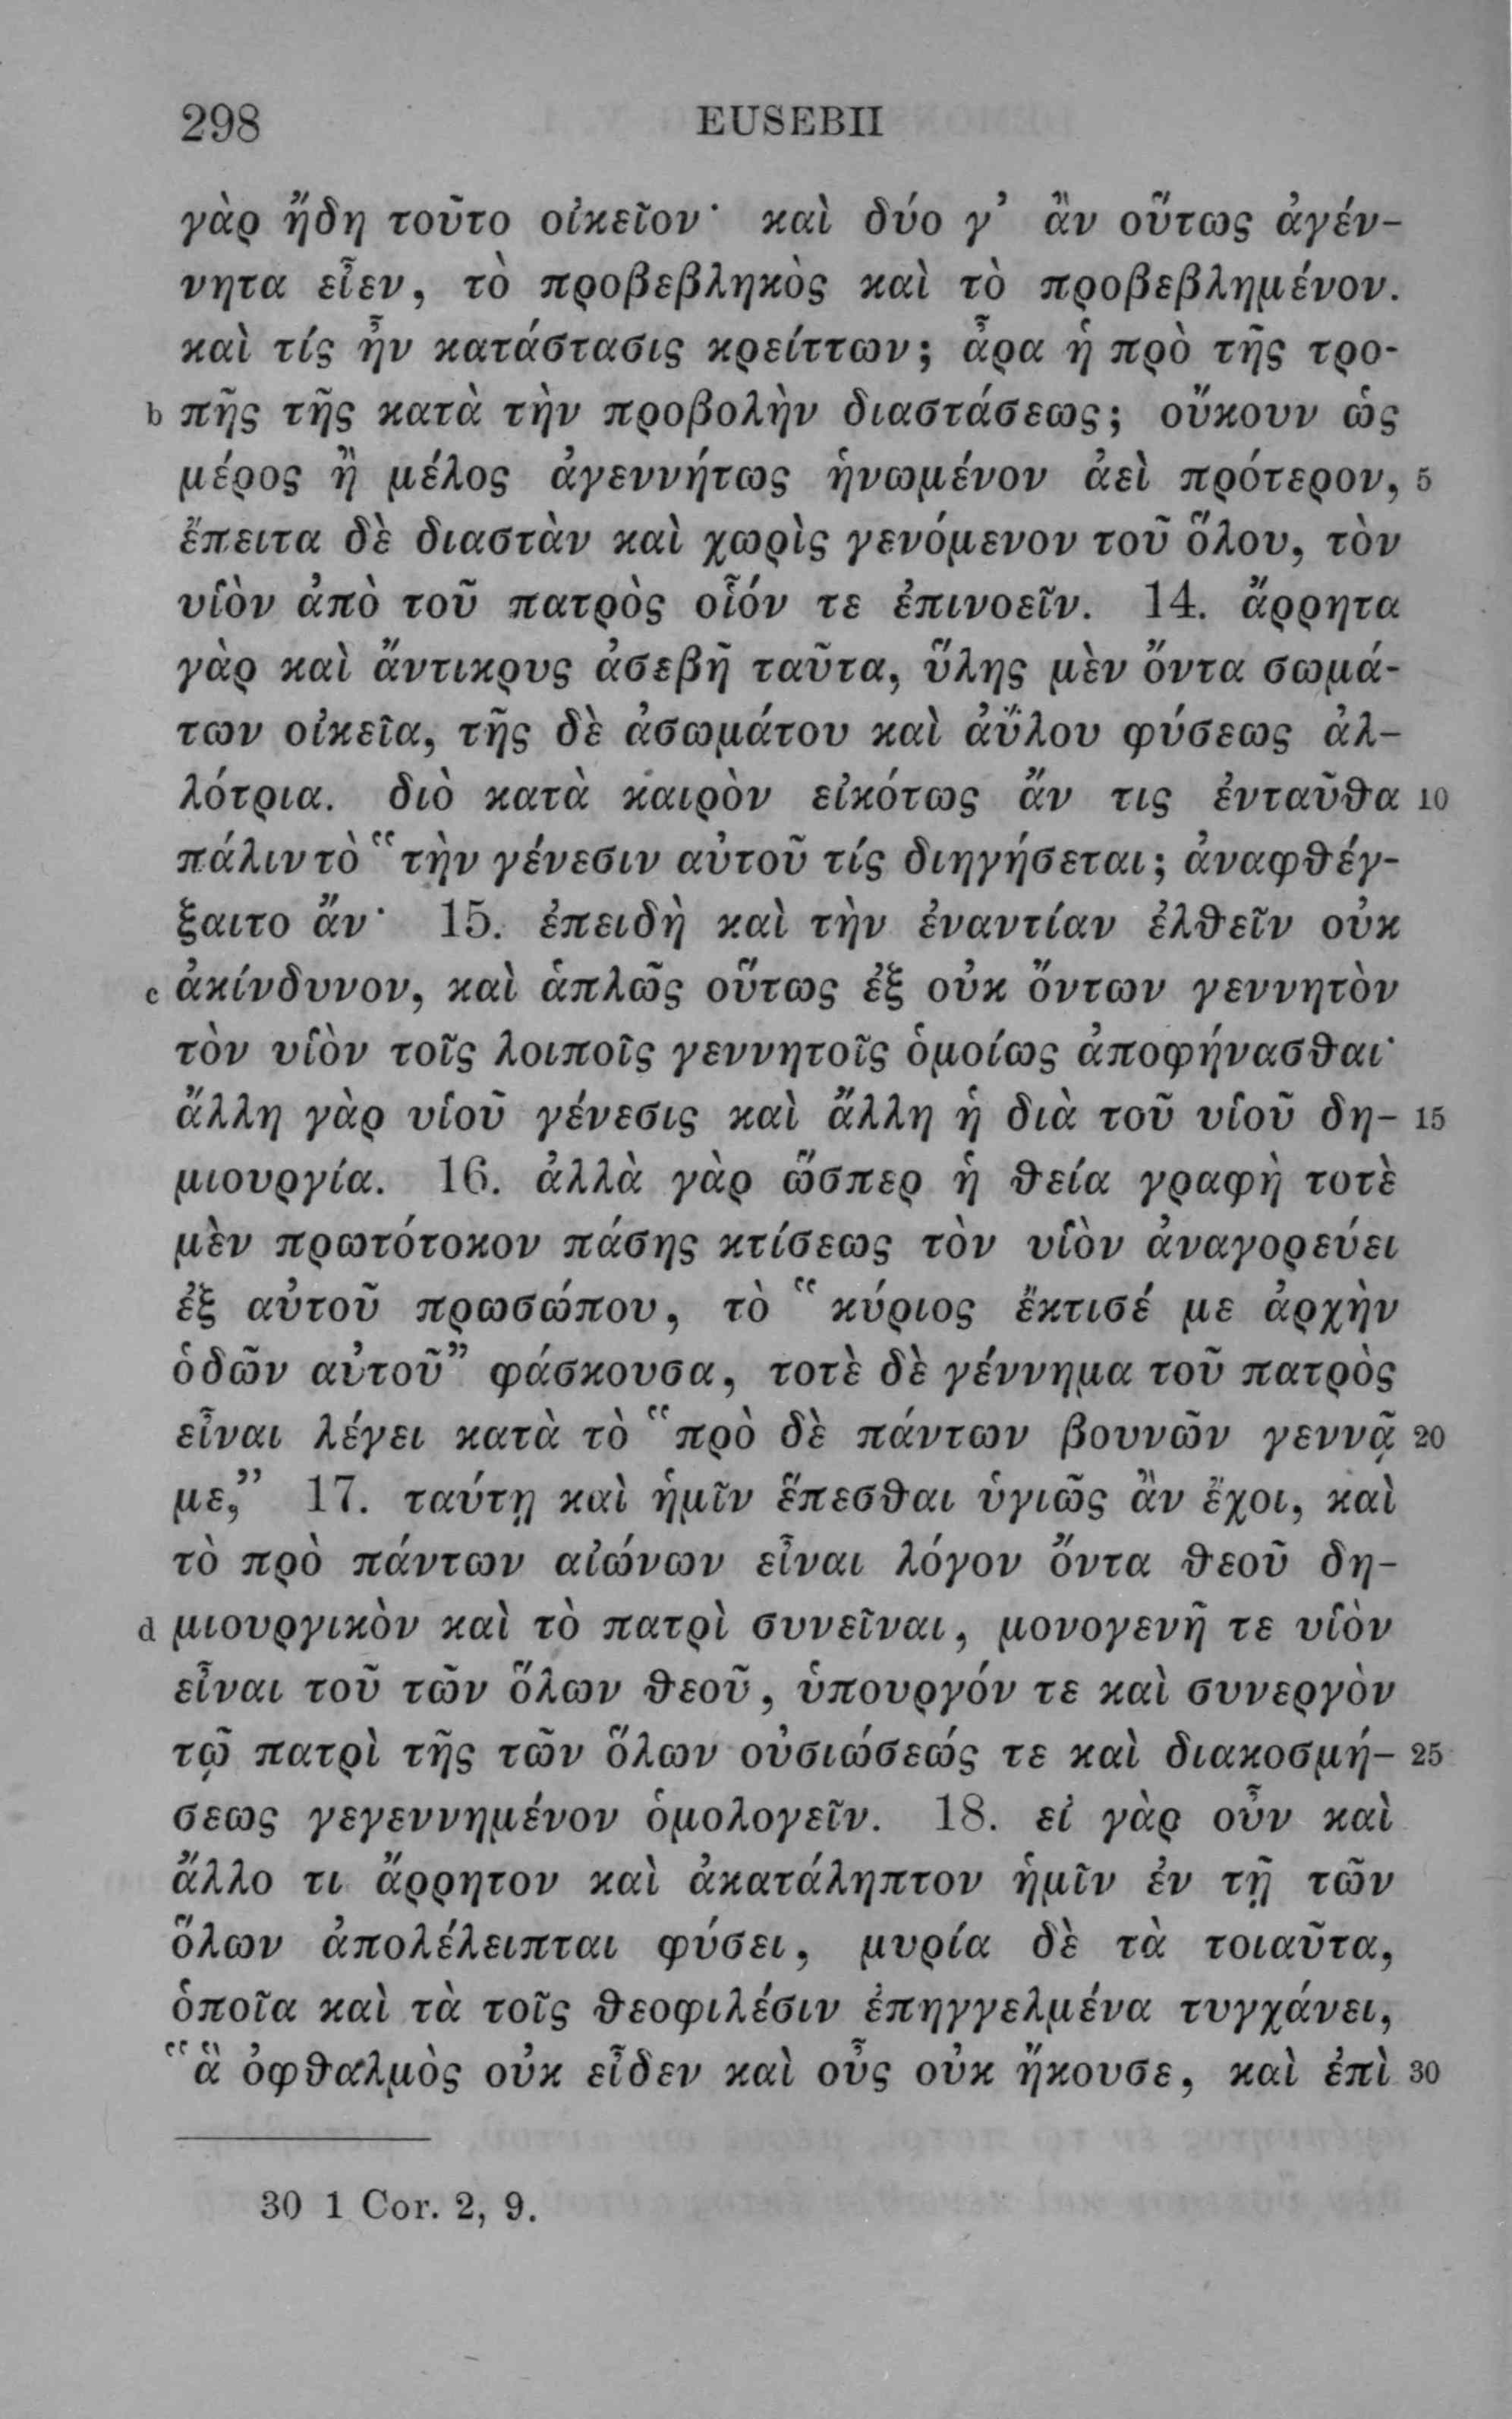 298 EUSEBII
γὰρ ἤδη τοῦτο οἰκεῖον· καὶ δύο γ’ ἂν οὕτως ἀγέν-
νητα εἶεν, τὸ προβεβληκὸς καὶ τὸ προβεβλημένον.
καὶ τίς ἦν κατάστασις κρείττων; ἆρα ἡ πρὸ τῆς τρο-
b πῆς τῆς κατὰ τὴν προβολὴν διαστάσεως; οὔκουν ὡς
μέρος ἢ μέλος ἀγεννήτως ἡνωμένον ἀεὶ πρότερον, 5
ἔπειτα δὲ διαστὰν καὶ χωρὶς γενόμενον τοῦ ὅλου, τὸν
υἱὸν ἀπὸ τοῦ πατρὸς οἷόν τε ἐπινοεῖν. 14. ἄρρητα
γὰρ καὶ ἄντικρυς ἀσεβῆ ταῦτα, ὕλης μὲν ὄντα σωμά-
των οἰκεῖα, τῆς δὲ ἀσωμάτου καὶ ἀΰλου φύσεως ἀλ-
λότρια. διὸ κατὰ καιρὸν εἰκότως ἄν τις ἐνταῦθα 10
πάλιν τὸ “τὴν γένεσιν αὐτοῦ τίς διηγήσεται; ἀναφθέγ-
ξαιτο ἄν· 15. ἐπειδὴ καὶ τὴν ἐναντίαν ἐλθεῖν οὐκ
c ἀκίνδυνον, καὶ ἁπλῶς οὕτως ἐξ οὐκ ὄντων γεννητὸν
τὸν υἱὸν τοῖς λοιποῖς γεννητοῖς ὁμοίως ἀποφήνασθαι·
ἄλλη γὰρ υἱοῦ γένεσις καὶ ἄλλη ἡ διὰ τοῦ υἱοῦ δη- 15
μιουργία. 16. ἀλλὰ γὰρ ὥσπερ ἡ θεία γραφὴ τοτὲ
μὲν πρωτότοκον πάσης κτίσεως τὸν υἱὸν ἀναγορεύει
ἐξ αὐτοῦ πρωσώπου, τὸ “κύριος ἔκτισέ με ἀρχὴν
ὁδῶν αὐτοῦ” φάσκουσα, τοτὲ δὲ γέννημα τοῦ πατρὸς
εἶναι λέγει κατὰ τὸ “πρὸ δὲ πάντων βουνῶν γεννᾷ 20
με,” 17. ταύτῃ καὶ ἡμῖν ἕπεσθαι ὑγιῶς ἂν ἔχοι, καὶ
τὸ πρὸ πάντων αἰώνων εἶναι λόγον ὄντα θεοῦ δη-
d μιουργικὸν καὶ τὸ πατρὶ συνεῖναι, μονογενῆ τε υἱὸν
εἶναι τοῦ τῶν ὅλων θεοῦ, ὑπουργόν τε καὶ συνεργὸν
τῷ πατρὶ τῆς τῶν ὅλων οὐσιώσεώς τε καὶ διακοσμή- 25
σεως γεγεννημένον ὁμολογεῖν. 18. εἰ γὰρ οὖν καὶ
ἄλλο τι ἄρρητον καὶ ἀκατάληπτον ἡμῖν ἐν τῇ τῶν
ὅλων ἀπολέλειπται φύσει, μυρία δὲ τὰ τοιαῦτα,
ὁποῖα καὶ τὰ τοῖς θεοφιλέσιν ἐπηγγελμένα τυγχάνει,
“ἃ ὀφθαλμὸς οὐκ εἶδεν καὶ οὖς οὐκ ἤκουσε, καὶ ἐπὶ 30
30 1 Cor. 2, 9.